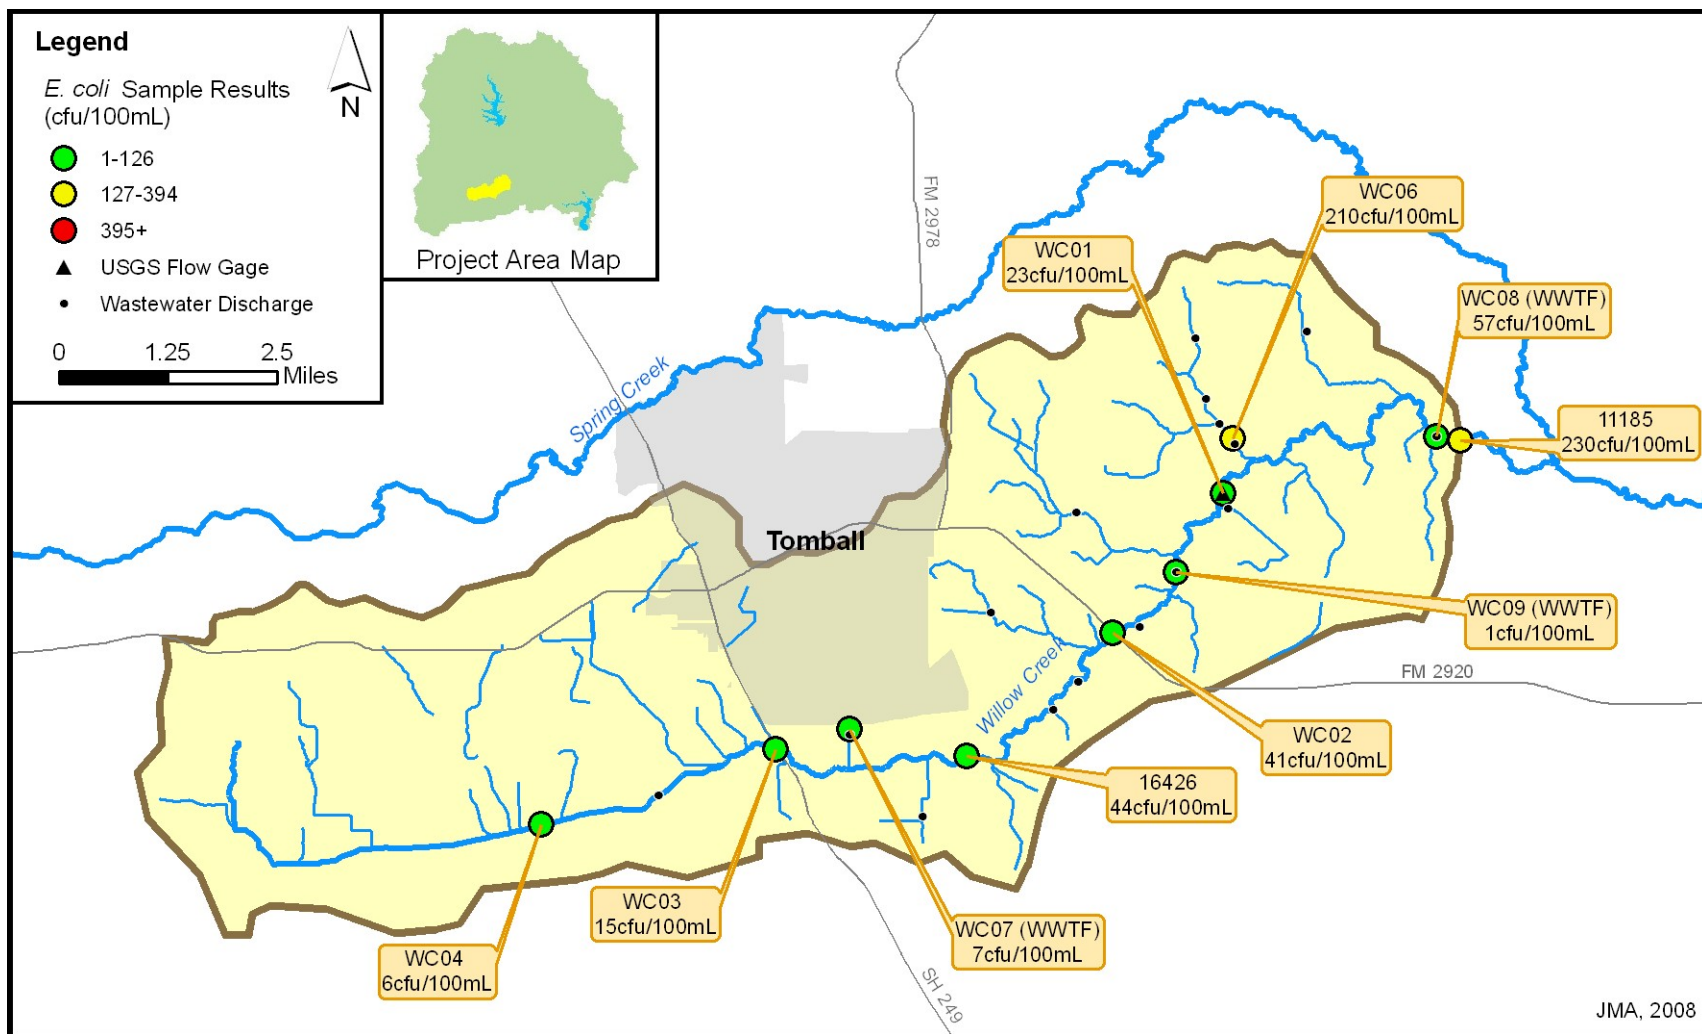 Legend
N
E. coli Sample Results
(cfu/100mL)
1-126
127-394
395+
USGS Flow Gage
Wastewater Discharge
0 1.25 2.5
Miles
Project Area Map
FM 2978
WC06
210cfu/100mL
WC01
23cfu/100mL
WC08 (WWTF)
57cfu/100mL
11185
230cfu/100mL
Spring Creek
Tomball
WC09 (WWTF)
1cfu/100mL
FM 2920
Willow Creek
WC02
41cfu/100mL
16426
44cfu/100mL
WC03
15cfu/100mL
WC07 (WWTF)
7cfu/100mL
WC04
6cfu/100mL
SH 249
JMA, 2008